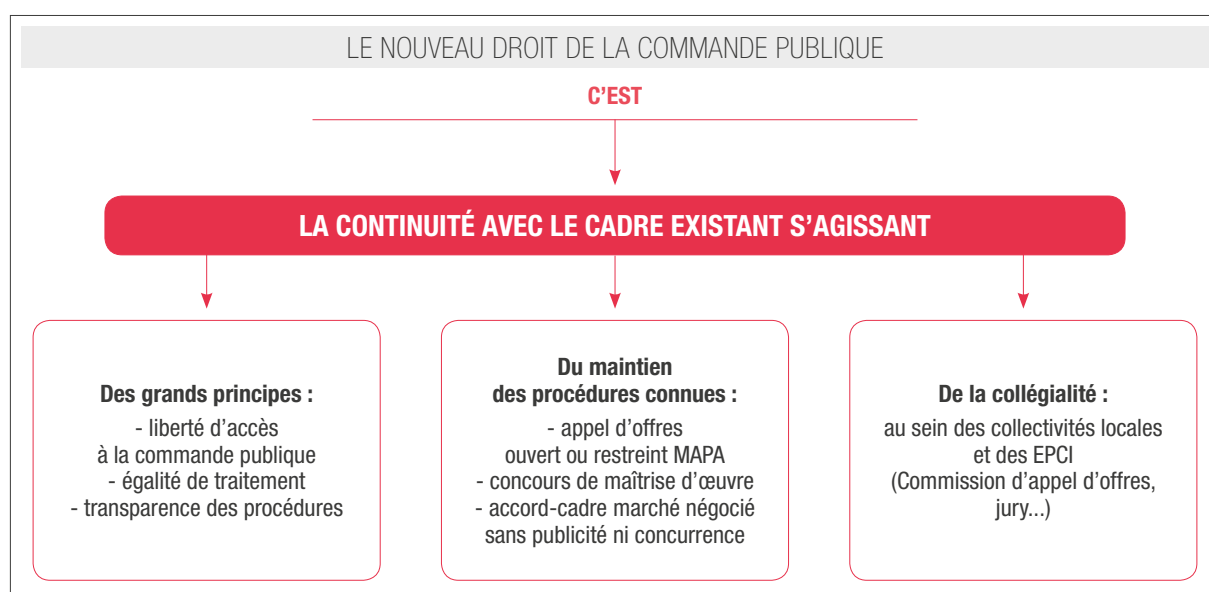 LE NOUVEAU DROIT DE LA COMMANDE PUBLIQUE
C’EST
LA CONTINUITÉ AVEC LE CADRE EXISTANT S’AGISSANT
Des grands principes :
- liberté d’accès
à la commande publique
- égalité de traitement
- transparence des procédures
Du maintien
des procédures connues :
- appel d’offres
ouvert ou restreint MAPA
- concours de maîtrise d’œuvre
- accord-cadre marché négocié
sans publicité ni concurrence
De la collégialité :
au sein des collectivités locales
et des EPCI
(Commission d’appel d’offres,
jury...)